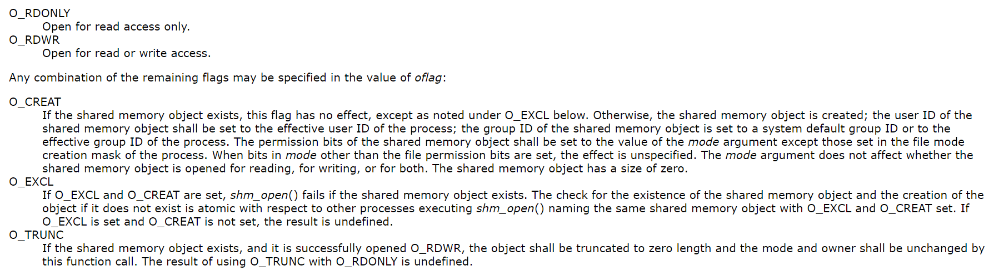 O_RDONLY
Open for read access only.
O_RDWR
Open for read or write access.
Any combination of the remaining flags may be specified in the value of oflag:
O_CREAT
If the shared memory object exists, this flag has no effect, except as noted under O_EXCL below. Otherwise, the shared memory object is created; the user ID of the
shared memory object shall be set to the effective user ID of the process; the group ID of the shared memory object is set to a system default group ID or to the
effective group ID of the process. The permission bits of the shared memory object shall be set to the value of the mode argument except those set in the file mode
creation mask of the process. When bits in mode other than the file permission bits are set, the effect is unspecified. The mode argument does not affect whether the
shared memory object is opened for reading, for writing, or for both. The shared memory object has a size of zero.
O_EXCL
If O_EXCL and O_CREAT are set, shm_open() fails if the shared memory object exists. The check for the existence of the shared memory object and the creation of the
object if it does not exist is atomic with respect to other processes executing shm_open() naming the same shared memory object with O_EXCL and O_CREAT set. If
O_EXCL is set and O_CREAT is not set, the result is undefined.
O_TRUNC
If the shared memory object exists, and it is successfully opened O_RDWR, the object shall be truncated to zero length and the mode and owner shall be unchanged by
this function call. The result of using O_TRUNC with O_RDONLY is undefined.